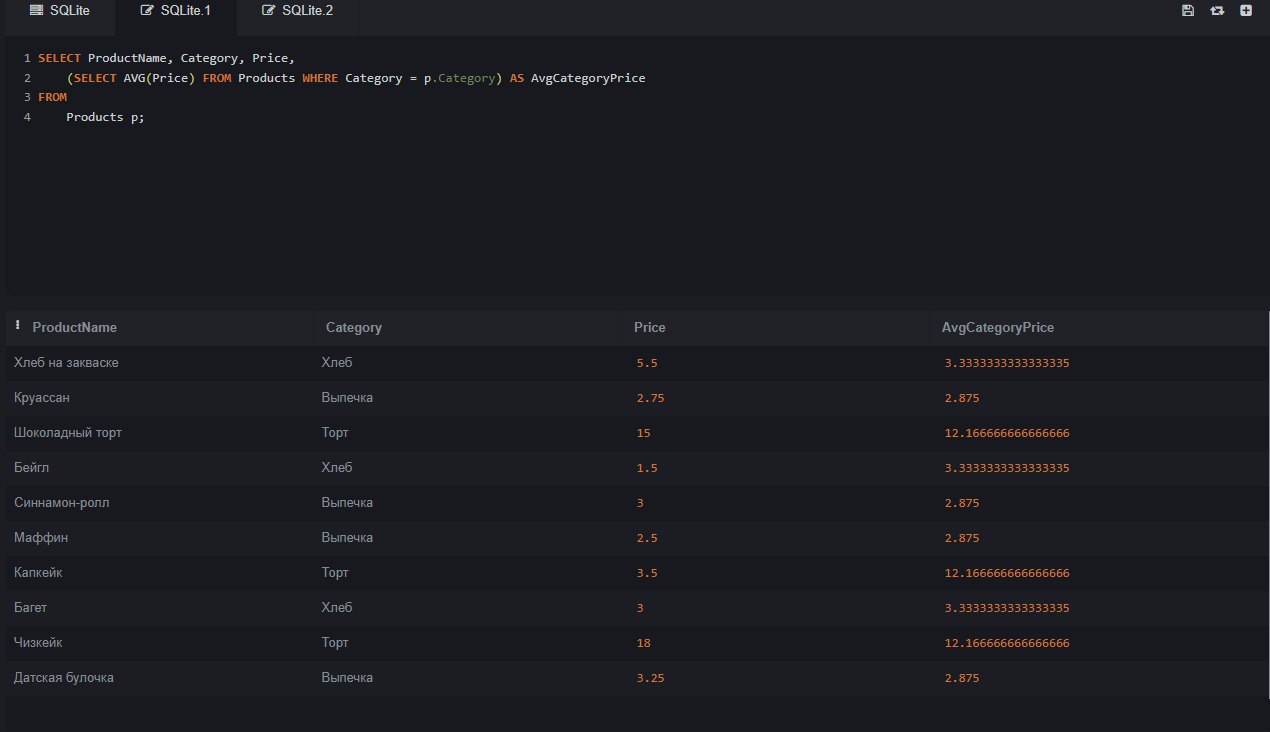 SQLite SQLite.1 SQLite.2
1 SELECT ProductName, Category, Price,
2 (SELECT AVG(Price) FROM Products WHERE Category = p.Category) AS AvgCategoryPrice
3 FROM
4 Products p;
ProductName Category Price AvgCategoryPrice
Хлеб на закваске Хлеб 5.5 3.3333333333333335
Круассан Выпечка 2.75 2.875
Шоколадный торт Торт 15 12.166666666666666
Бейгл Хлеб 1.5 3.3333333333333335
Синнамон-ролл Выпечка 3 2.875
Маффин Выпечка 2.5 2.875
Капкейк Торт 3.5 12.166666666666666
Багет Хлеб 3 3.3333333333333335
Чизкейк Торт 18 12.166666666666666
Датская булочка Выпечка 3.25 2.875